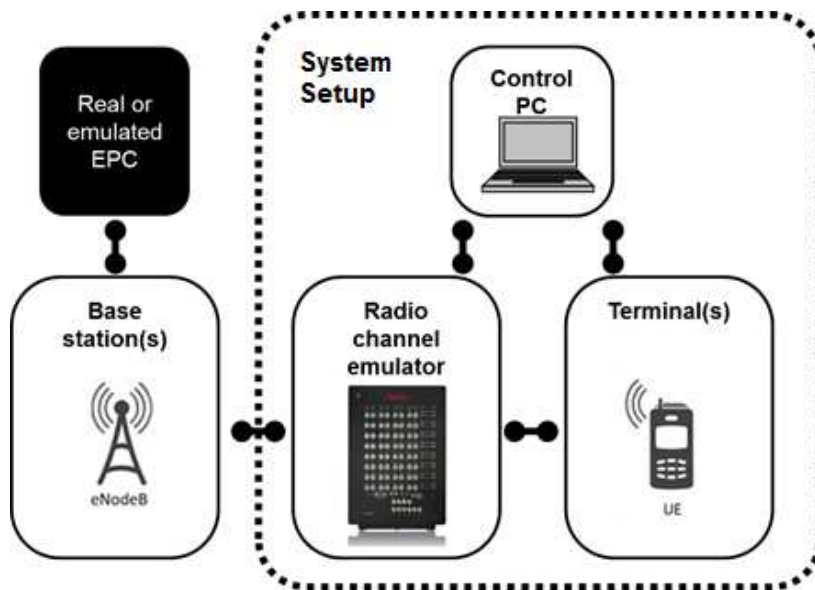 Real or
emulated
EPC
System
Setup
Control
PC
Base
station(s)
eNodeB
Radio
channel
emulator
Terminal(s)
UE